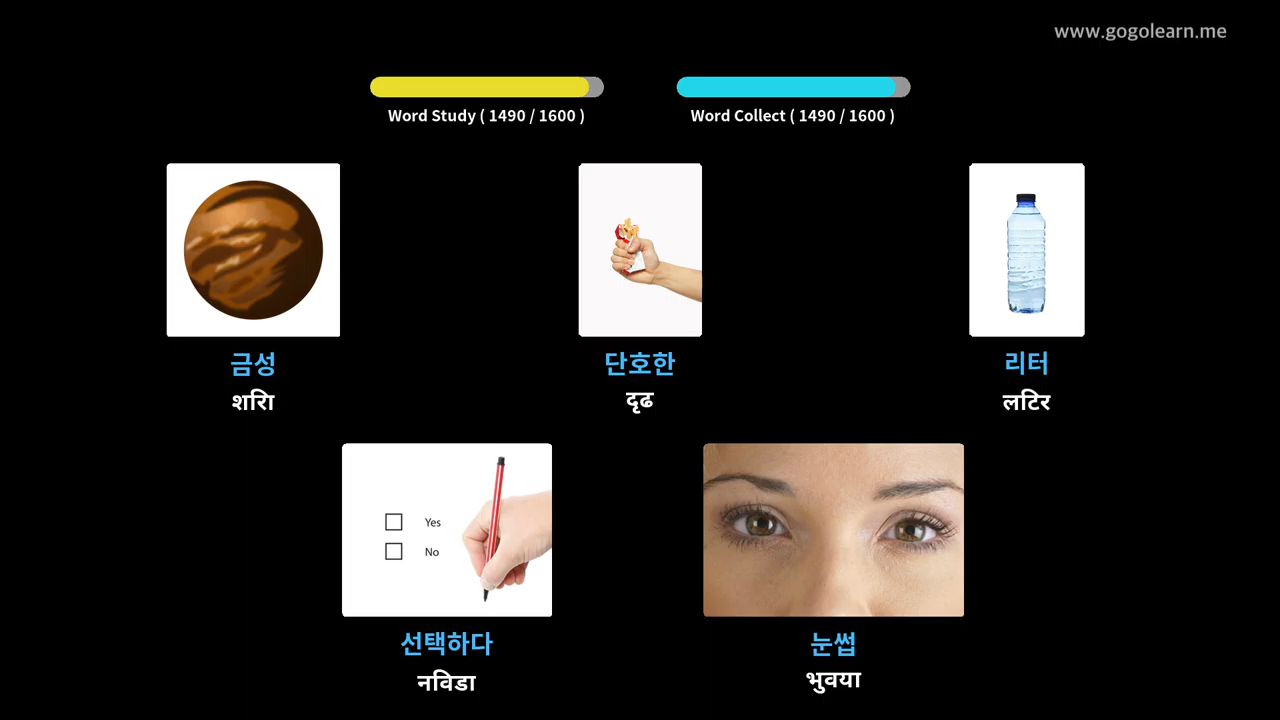 www.gogolearn.me
Word Study ( 1490 / 1600 )
Word Collect ( 1490 / 1600 )
금성
शरिा
단호한
दृढ
리터
लटिर
Yes
No
선택하다
नविडा
눈썹
भुवया